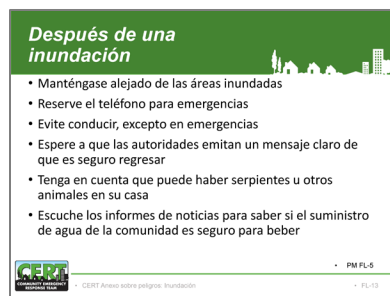 Después de una
inundación
• Manténgase alejado de las áreas inundadas
• Reserve el teléfono para emergencias
• Evite conducir, excepto en emergencias
• Espere a que las autoridades emitan un mensaje claro de
que es seguro regresar
• Tenga en cuenta que puede haber serpientes u otros
animales en su casa
• Escuche los informes de noticias para saber si el suministro
de agua de la comunidad es seguro para beber
• PM FL-5
CERT
COMMUNITY EMERGENCY
RESPONSE TEAM
• CERT Anexo sobre peligros: Inundación
• FL-13